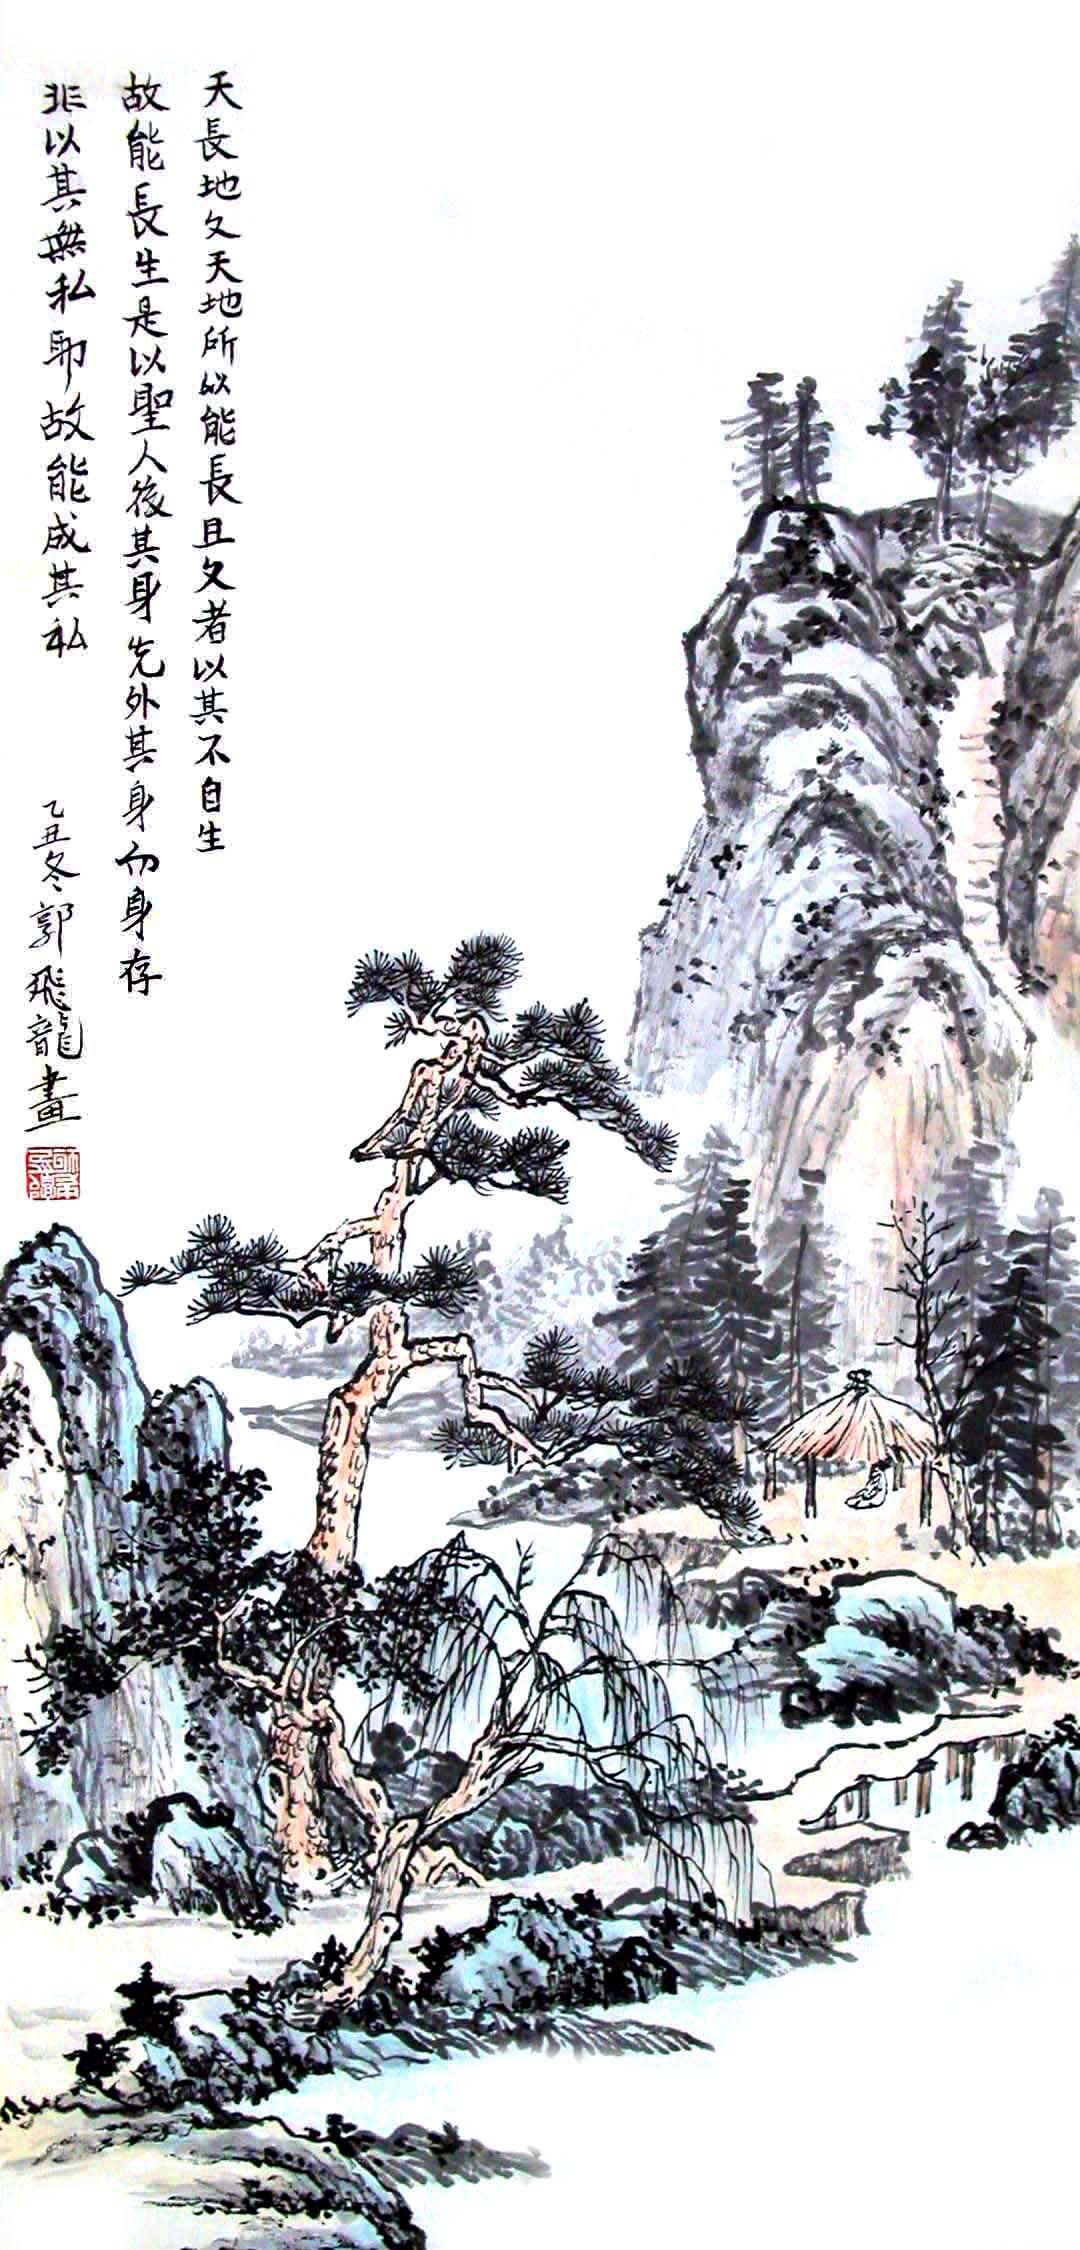 天長地久天地所以能長且久者以其不自生
故能長生是以聖人後其身先外其身而身存
非以其無私耶故能成其私
乙丑冬郭飛龍畫